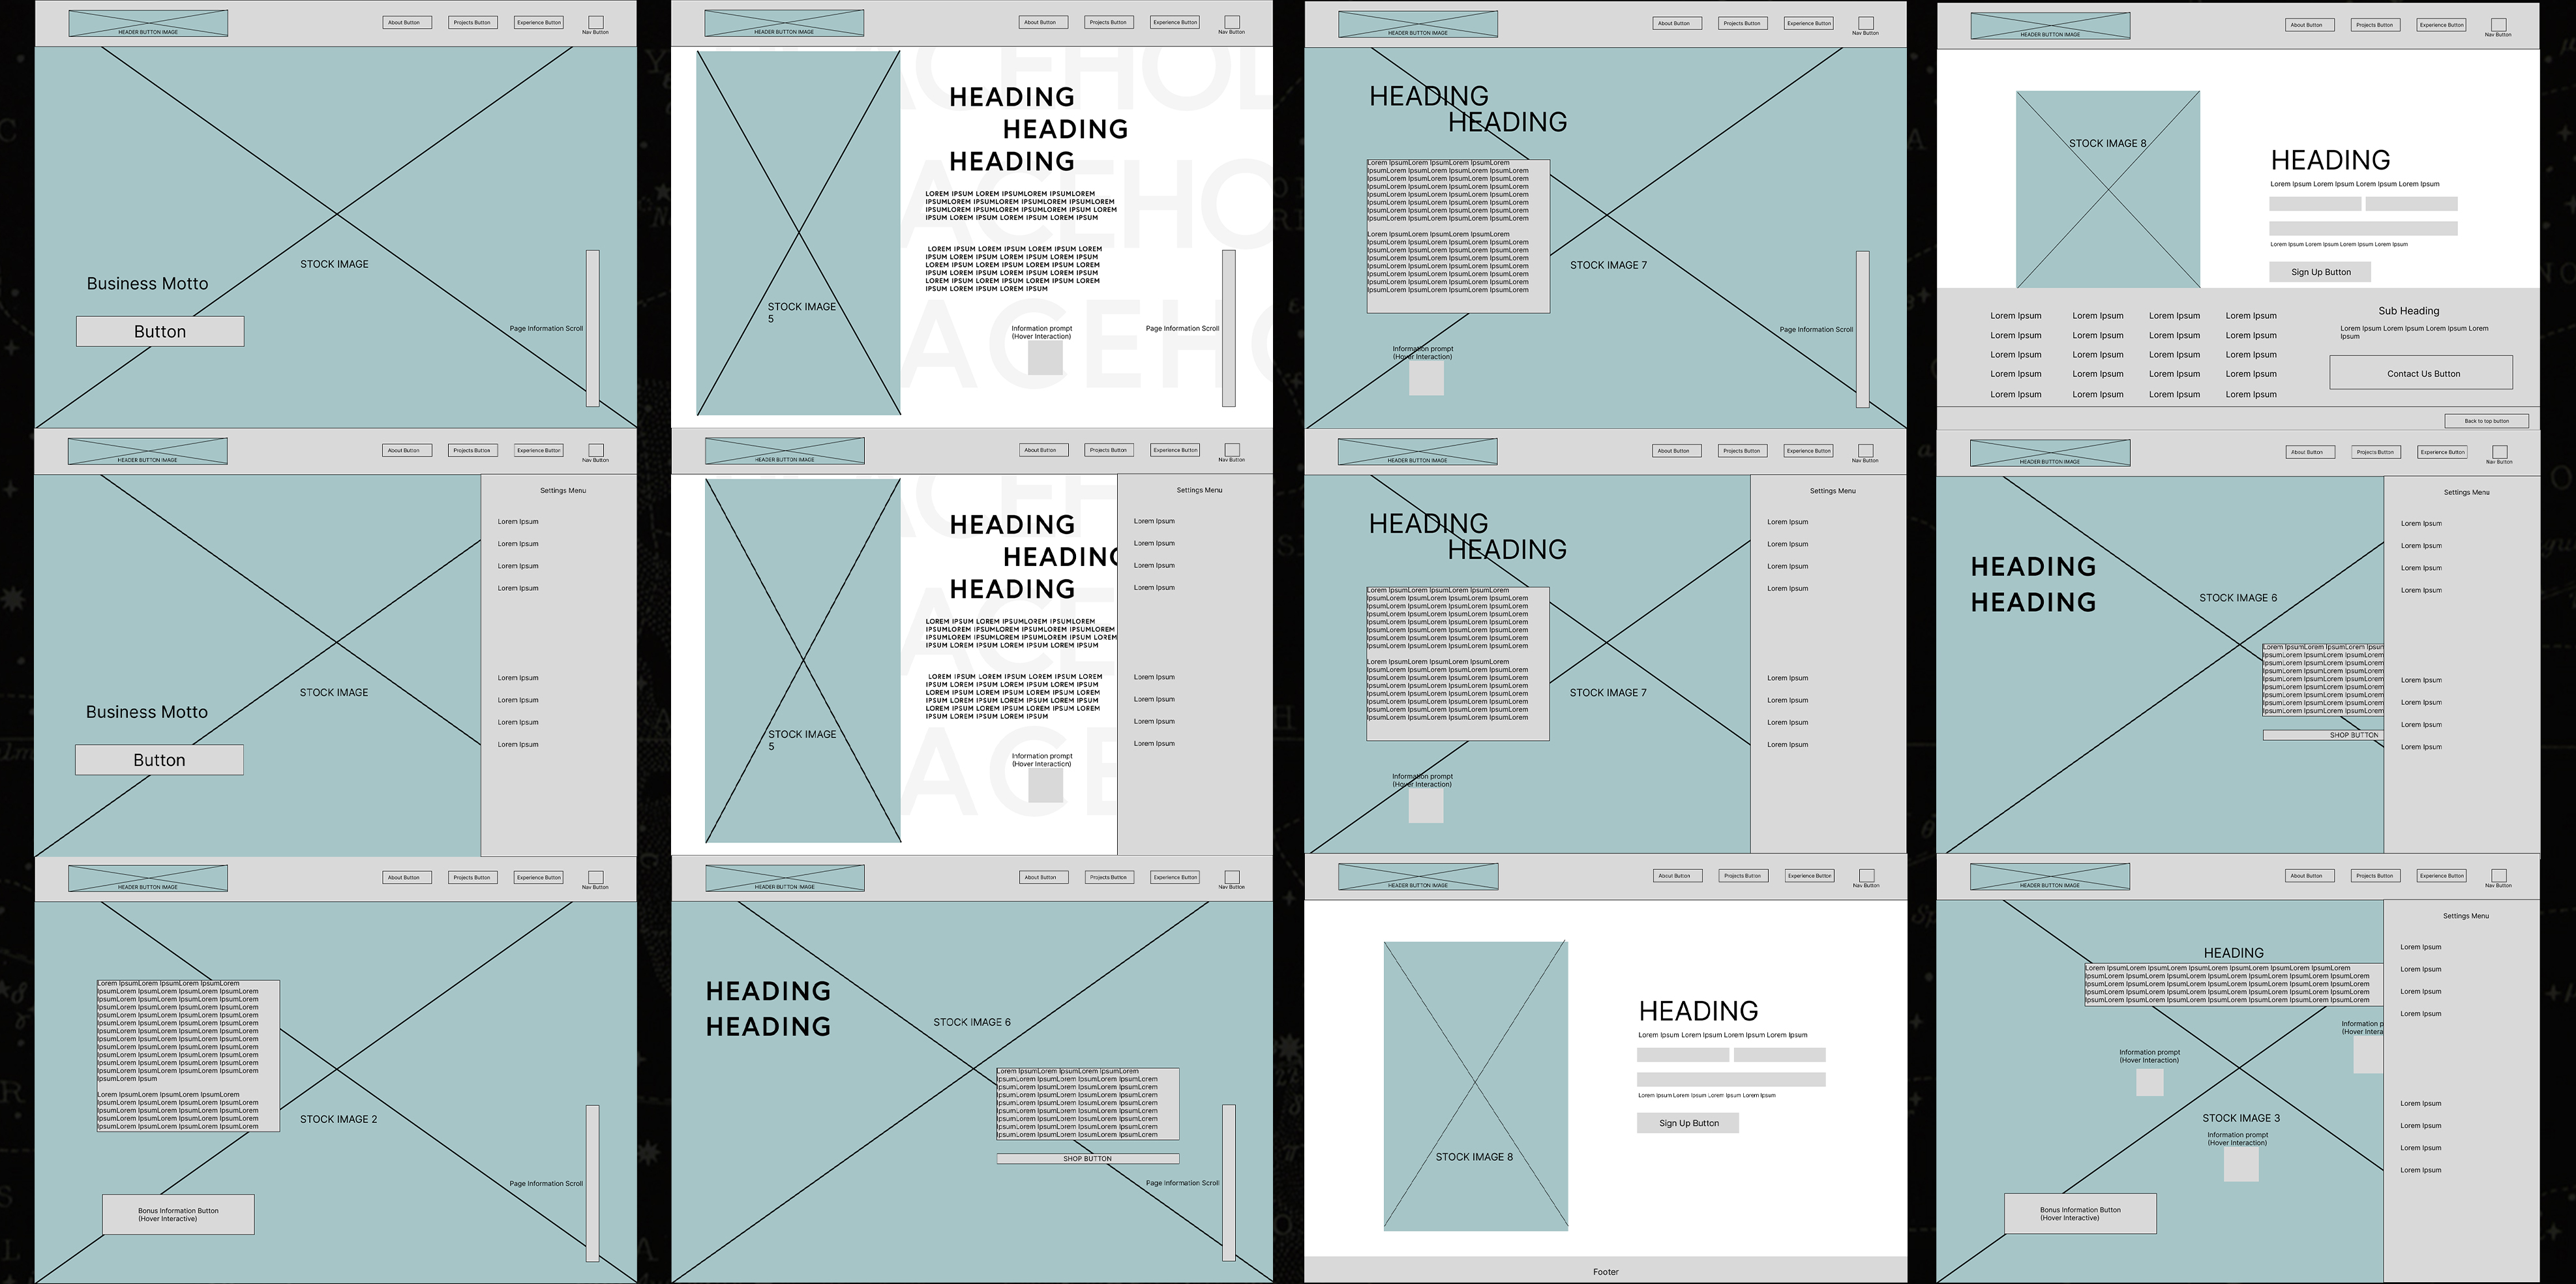 HEADER BUTTON IMAGE
About Button
Projects Button
Experience Button
Nav Button
STOCK IMAGE
Business Motto
Button
Page Information Scroll
HEADER BUTTON IMAGE
About Button
Projects Button
Experience Button
Nav Button
HEADING
HEADING
HEADING
LOREM IPSUM LOREM IPSUMLOREM IPSUMLOREM
IPSUMLOREM IPSUMLOREM IPSUMLOREM IPSUMLOREM
IPSUMLOREM IPSUMLOREM IPSUMLOREM IPSUM LOREM
IPSUM LOREM IPSUM LOREM IPSUM LOREM IPSUM
LOREM IPSUM LOREM IPSUM LOREM IPSUM LOREM
IPSUM LOREM IPSUM LOREM IPSUM LOREM IPSUM
LOREM IPSUM LOREM IPSUM LOREM IPSUM LOREM
IPSUM LOREM IPSUM LOREM IPSUM LOREM IPSUM
LOREM IPSUM LOREM IPSUM LOREM IPSUM LOREM
IPSUM LOREM IPSUM LOREM IPSUM
STOCK IMAGE
5
Information prompt
(Hover Interaction)
Page Information Scroll
HEADER BUTTON IMAGE
About Button
Projects Button
Experience Button
Nav Button
HEADING
HEADING
Lorem IpsumLorem IpsumLorem IpsumLorem
IpsumLorem IpsumLorem IpsumLorem IpsumLorem
IpsumLorem IpsumLorem IpsumLorem IpsumLorem
IpsumLorem IpsumLorem IpsumLorem IpsumLorem
IpsumLorem IpsumLorem IpsumLorem IpsumLorem
IpsumLorem IpsumLorem IpsumLorem IpsumLorem
IpsumLorem IpsumLorem IpsumLorem IpsumLorem
IpsumLorem IpsumLorem IpsumLorem IpsumLorem
Lorem IpsumLorem IpsumLorem IpsumLorem
IpsumLorem IpsumLorem IpsumLorem IpsumLorem
IpsumLorem IpsumLorem IpsumLorem IpsumLorem
IpsumLorem IpsumLorem IpsumLorem IpsumLorem
IpsumLorem IpsumLorem IpsumLorem IpsumLorem
IpsumLorem IpsumLorem IpsumLorem IpsumLorem
IpsumLorem IpsumLorem IpsumLorem IpsumLorem
IpsumLorem IpsumLorem IpsumLorem IpsumLorem
STOCK IMAGE 7
Page Information Scroll
Information prompt
(Hover Interaction)
HEADER BUTTON IMAGE
About Button
Projects Button
Experience Button
Nav Button
STOCK IMAGE 8
HEADING
Lorem Ipsum Lorem Ipsum Lorem Ipsum Lorem Ipsum
Lorem Ipsum Lorem Ipsum Lorem Ipsum Lorem Ipsum
Sign Up Button
Lorem Ipsum Lorem Ipsum Lorem Ipsum Lorem Ipsum
Lorem Ipsum Lorem Ipsum Lorem Ipsum Lorem Ipsum
Lorem Ipsum Lorem Ipsum Lorem Ipsum Lorem Ipsum
Lorem Ipsum Lorem Ipsum Lorem Ipsum Lorem Ipsum
Lorem Ipsum Lorem Ipsum Lorem Ipsum Lorem Ipsum
Sub Heading
Lorem Ipsum Lorem Ipsum Lorem Ipsum Lorem
Ipsum
Contact Us Button
Back to top button
HEADER BUTTON IMAGE
About Button
Projects Button
Experience Button
Nav Button
STOCK IMAGE
Business Motto
Button
Settings Menu
Lorem Ipsum
Lorem Ipsum
Lorem Ipsum
Lorem Ipsum
Lorem Ipsum
Lorem Ipsum
Lorem Ipsum
Lorem Ipsum
HEADER BUTTON IMAGE
About Button
Projects Button
Experience Button
Nav Button
HEADING
HEADING
HEADING
LOREM IPSUM LOREM IPSUMLOREM IPSUMLOREM
IPSUMLOREM IPSUMLOREM IPSUMLOREM IPSUMLOREM
IPSUMLOREM IPSUMLOREM IPSUMLOREM IPSUM LOREM
IPSUM LOREM IPSUM LOREM IPSUM LOREM IPSUM
LOREM IPSUM LOREM IPSUM LOREM IPSUM LOREM
IPSUM LOREM IPSUM LOREM IPSUM LOREM IPSUM
LOREM IPSUM LOREM IPSUM LOREM IPSUM LOREM
IPSUM LOREM IPSUM LOREM IPSUM LOREM IPSUM
LOREM IPSUM LOREM IPSUM LOREM IPSUM LOREM
IPSUM LOREM IPSUM LOREM IPSUM
STOCK IMAGE
5
Information prompt
(Hover Interaction)
Settings Menu
Lorem Ipsum
Lorem Ipsum
Lorem Ipsum
Lorem Ipsum
Lorem Ipsum
Lorem Ipsum
Lorem Ipsum
Lorem Ipsum
HEADER BUTTON IMAGE
About Button
Projects Button
Experience Button
Nav Button
HEADING
HEADING
Lorem IpsumLorem IpsumLorem IpsumLorem
IpsumLorem IpsumLorem IpsumLorem IpsumLorem
IpsumLorem IpsumLorem IpsumLorem IpsumLorem
IpsumLorem IpsumLorem IpsumLorem IpsumLorem
IpsumLorem IpsumLorem IpsumLorem IpsumLorem
IpsumLorem IpsumLorem IpsumLorem IpsumLorem
IpsumLorem IpsumLorem IpsumLorem IpsumLorem
IpsumLorem IpsumLorem IpsumLorem IpsumLorem
Lorem IpsumLorem IpsumLorem IpsumLorem
IpsumLorem IpsumLorem IpsumLorem IpsumLorem
IpsumLorem IpsumLorem IpsumLorem IpsumLorem
IpsumLorem IpsumLorem IpsumLorem IpsumLorem
IpsumLorem IpsumLorem IpsumLorem IpsumLorem
IpsumLorem IpsumLorem IpsumLorem IpsumLorem
IpsumLorem IpsumLorem IpsumLorem IpsumLorem
IpsumLorem IpsumLorem IpsumLorem IpsumLorem
STOCK IMAGE 7
Information prompt
(Hover Interaction)
Settings Menu
Lorem Ipsum
Lorem Ipsum
Lorem Ipsum
Lorem Ipsum
Lorem Ipsum
Lorem Ipsum
Lorem Ipsum
Lorem Ipsum
HEADER BUTTON IMAGE
About Button
Projects Button
Experience Button
Nav Button
HEADING
HEADING
STOCK IMAGE 6
Lorem IpsumLorem IpsumLorem Ipsum
IpsumLorem IpsumLorem IpsumLorem
IpsumLorem IpsumLorem IpsumLorem
IpsumLorem IpsumLorem IpsumLorem
IpsumLorem IpsumLorem IpsumLorem
IpsumLorem IpsumLorem IpsumLorem
IpsumLorem IpsumLorem IpsumLorem
IpsumLorem IpsumLorem IpsumLorem
IpsumLorem IpsumLorem IpsumLorem
SHOP BUTTON
Settings Menu
Lorem Ipsum
Lorem Ipsum
Lorem Ipsum
Lorem Ipsum
Lorem Ipsum
Lorem Ipsum
Lorem Ipsum
Lorem Ipsum
HEADER BUTTON IMAGE
About Button
Projects Button
Experience Button
Nav Button
Lorem IpsumLorem IpsumLorem IpsumLorem
IpsumLorem IpsumLorem IpsumLorem IpsumLorem
IpsumLorem IpsumLorem IpsumLorem IpsumLorem
IpsumLorem IpsumLorem IpsumLorem IpsumLorem
IpsumLorem IpsumLorem IpsumLorem IpsumLorem
IpsumLorem IpsumLorem IpsumLorem IpsumLorem
IpsumLorem IpsumLorem IpsumLorem IpsumLorem
IpsumLorem IpsumLorem IpsumLorem IpsumLorem
IpsumLorem IpsumLorem IpsumLorem IpsumLorem
IpsumLorem IpsumLorem IpsumLorem IpsumLorem
IpsumLorem IpsumLorem IpsumLorem IpsumLorem
IpsumLorem IpsumLorem IpsumLorem IpsumLorem
IpsumLorem Ipsum
Lorem IpsumLorem IpsumLorem IpsumLorem
IpsumLorem IpsumLorem IpsumLorem IpsumLorem
IpsumLorem IpsumLorem IpsumLorem IpsumLorem
IpsumLorem IpsumLorem IpsumLorem IpsumLorem
IpsumLorem IpsumLorem IpsumLorem IpsumLorem
STOCK IMAGE 2
Page Information Scroll
Bonus Information Button
(Hover Interactive)
HEADER BUTTON IMAGE
About Button
Projects Button
Experience Button
Nav Button
HEADING
HEADING
STOCK IMAGE 6
Lorem IpsumLorem IpsumLorem IpsumLorem
IpsumLorem IpsumLorem IpsumLorem IpsumLorem
IpsumLorem IpsumLorem IpsumLorem IpsumLorem
IpsumLorem IpsumLorem IpsumLorem IpsumLorem
IpsumLorem IpsumLorem IpsumLorem IpsumLorem
IpsumLorem IpsumLorem IpsumLorem IpsumLorem
IpsumLorem IpsumLorem IpsumLorem IpsumLorem
IpsumLorem IpsumLorem IpsumLorem IpsumLorem
IpsumLorem IpsumLorem IpsumLorem IpsumLorem
SHOP BUTTON
Page Information Scroll
HEADER BUTTON IMAGE
About Button
Projects Button
Experience Button
Nav Button
HEADING
Lorem Ipsum Lorem Ipsum Lorem Ipsum Lorem Ipsum
Lorem Ipsum Lorem Ipsum Lorem Ipsum Lorem Ipsum
Sign Up Button
STOCK IMAGE 8
Footer
HEADER BUTTON IMAGE
About Button
Projects Button
Experience Button
Nav Button
HEADING
Lorem IpsumLorem IpsumLorem IpsumLorem IpsumLorem IpsumLorem IpsumLorem
IpsumLorem IpsumLorem IpsumLorem IpsumLorem IpsumLorem IpsumLorem IpsumLorem
IpsumLorem IpsumLorem IpsumLorem IpsumLorem IpsumLorem IpsumLorem IpsumLorem
IpsumLorem IpsumLorem IpsumLorem IpsumLorem IpsumLorem IpsumLorem IpsumLorem
IpsumLorem IpsumLorem IpsumLorem IpsumLorem IpsumLorem IpsumLorem IpsumLorem
Information p
(Hover Intera
Information prompt
(Hover Interaction)
STOCK IMAGE 3
Information prompt
(Hover Interaction)
Bonus Information Button
(Hover Interactive)
Settings Menu
Lorem Ipsum
Lorem Ipsum
Lorem Ipsum
Lorem Ipsum
Lorem Ipsum
Lorem Ipsum
Lorem Ipsum
Lorem Ipsum